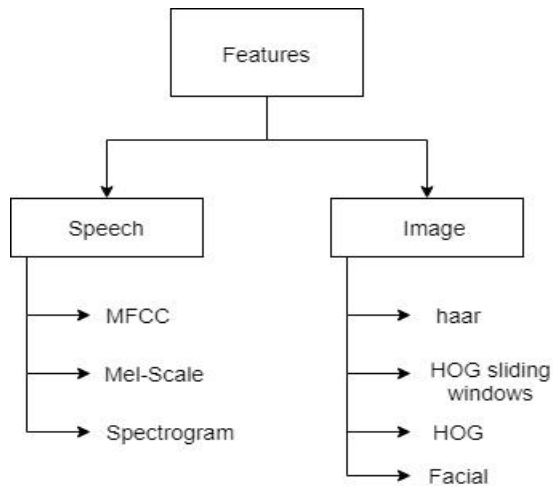 Features
Speech
MFCC
Mel-Scale
Spectrogram
Image
haar
HOG sliding
windows
HOG
Facial